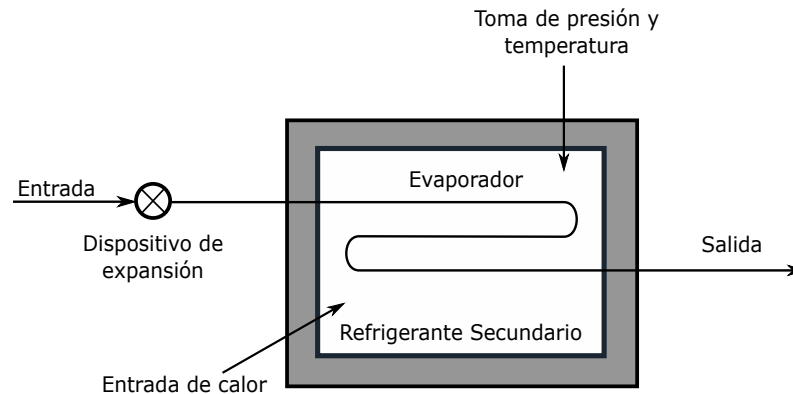 Toma de presión y
temperatura
Evaporador
Entrada
Dispositivo de
expansión
Salida
Refrigerante Secundario
Entrada de calor